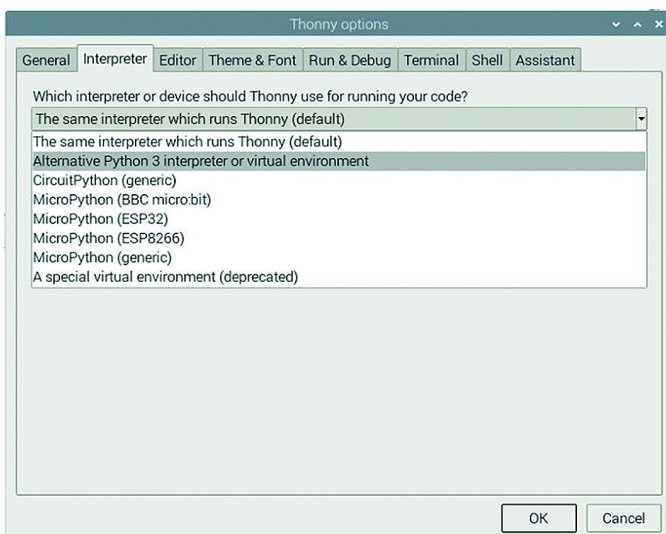 Thonny options
General Interpreter Editor Theme & Font Run & Debug Terminal Shell Assistant
Which interpreter or device should Thonny use for running your code?
The same interpreter which runs Thonny (default)
The same interpreter which runs Thonny (default)
Alternative Python 3 interpreter or virtual environment
CircuitPython (generic)
MicroPython (BBC micro:bit)
MicroPython (ESP32)
MicroPython (ESP8266)
MicroPython (generic)
A special virtual environment (deprecated)
OK Cancel